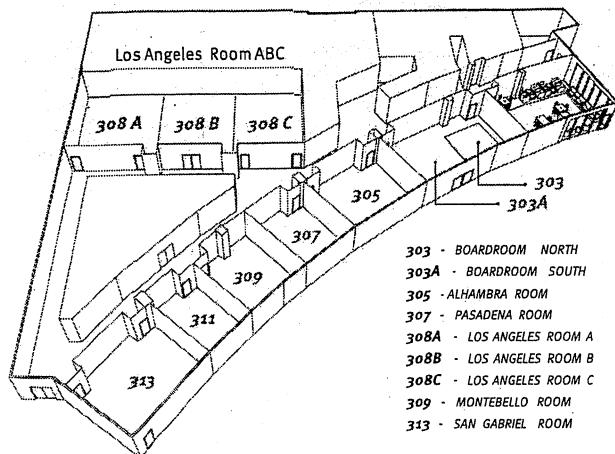 Los Angeles Room ABC
308 A 308 B 308 C
303
305
303A
307
309
311
313
303 - BOARDROOM NORTH
303A - BOARDROOM SOUTH
305 - ALHAMBRA ROOM
307 - PASADENA ROOM
308A - LOS ANGELES ROOM A
308B - LOS ANGELES ROOM B
308C - LOS ANGELES ROOM C
309 - MONTEBELLO ROOM
313 - SAN GABRIEL ROOM